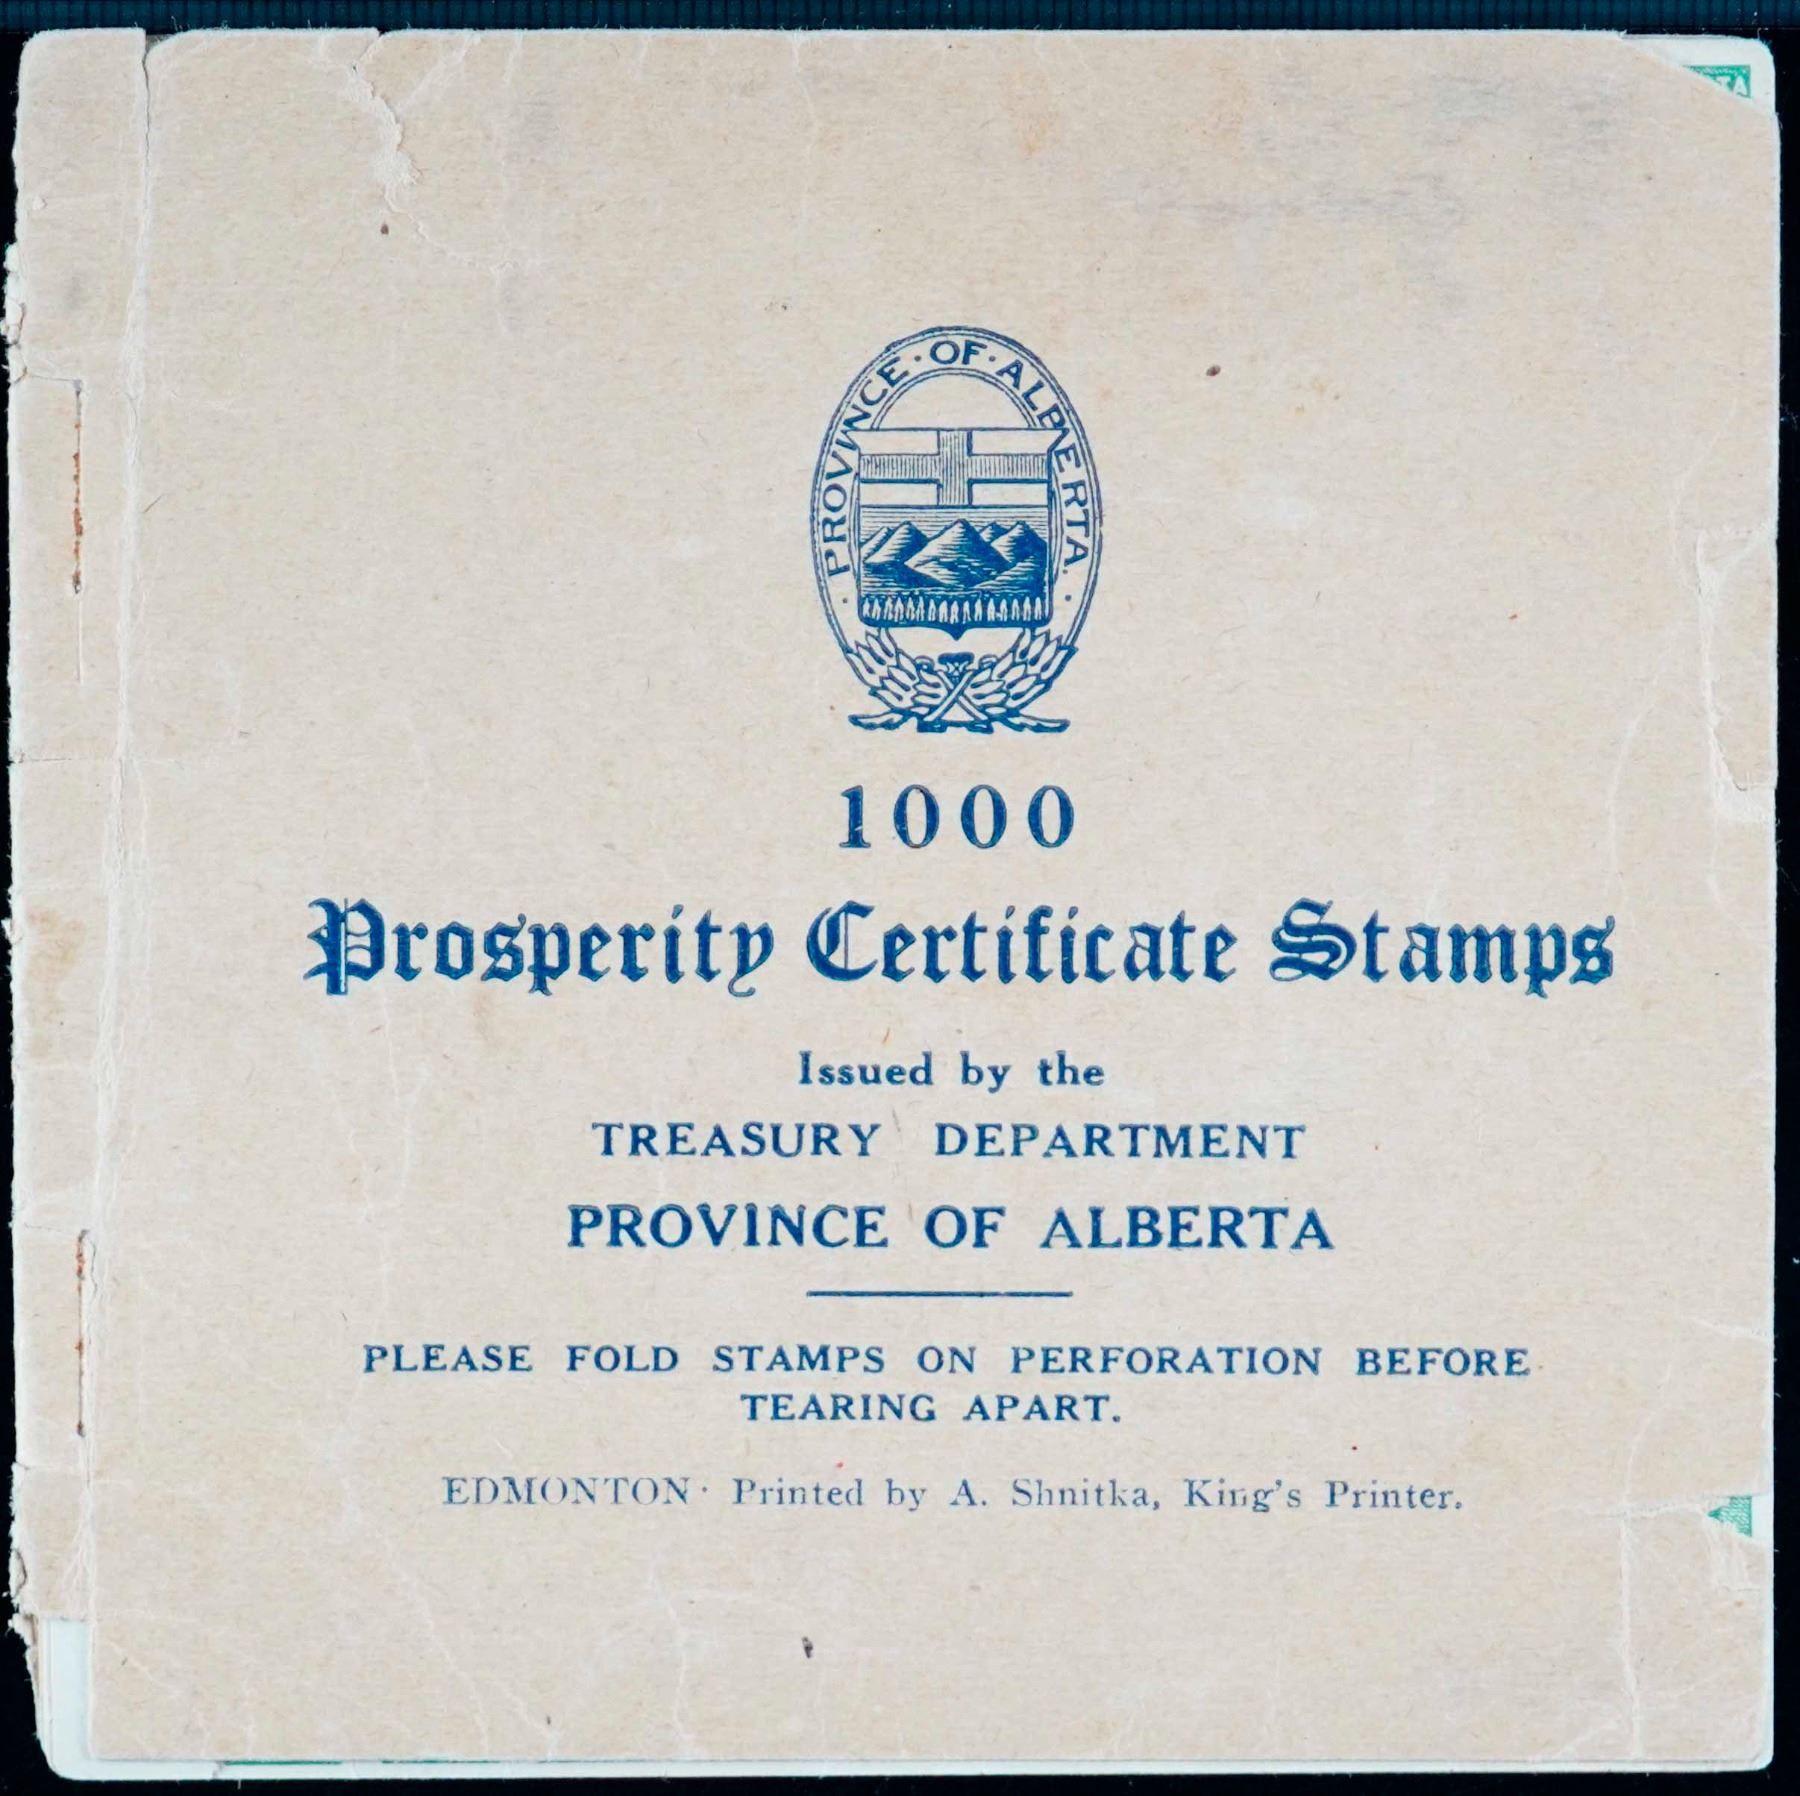 · PROVINCE · OF · ALBERTA ·
1000
Prosperity Certificate Stamps
Issued by the
TREASURY DEPARTMENT
PROVINCE OF ALBERTA
PLEASE FOLD STAMPS ON PERFORATION BEFORE
TEARING APART.
EDMONTON· Printed by A. Shnitka, King's Printer.